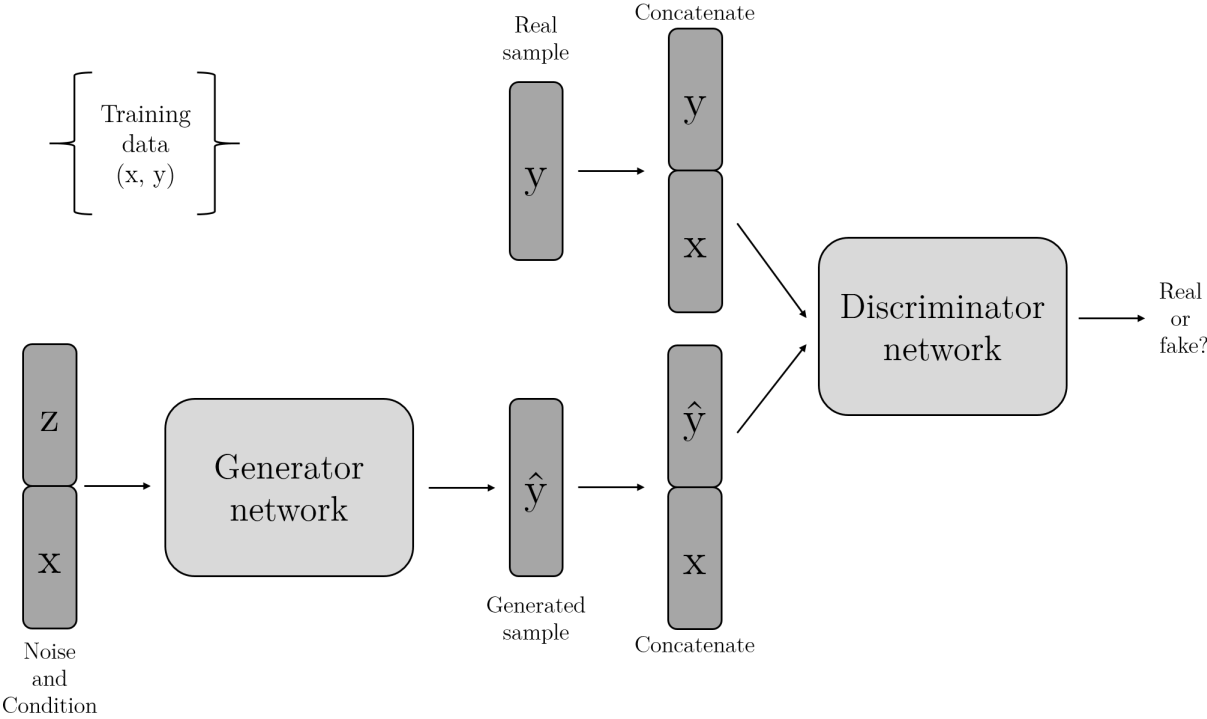 Training
data
(x, y)
Real
sample
y
Concatenate
y
x
z
x
Noise
and
Condition
Generator
network
ŷ
Generated
sample
ŷ
x
Concatenate
Discriminator
network
Real
or
fake?